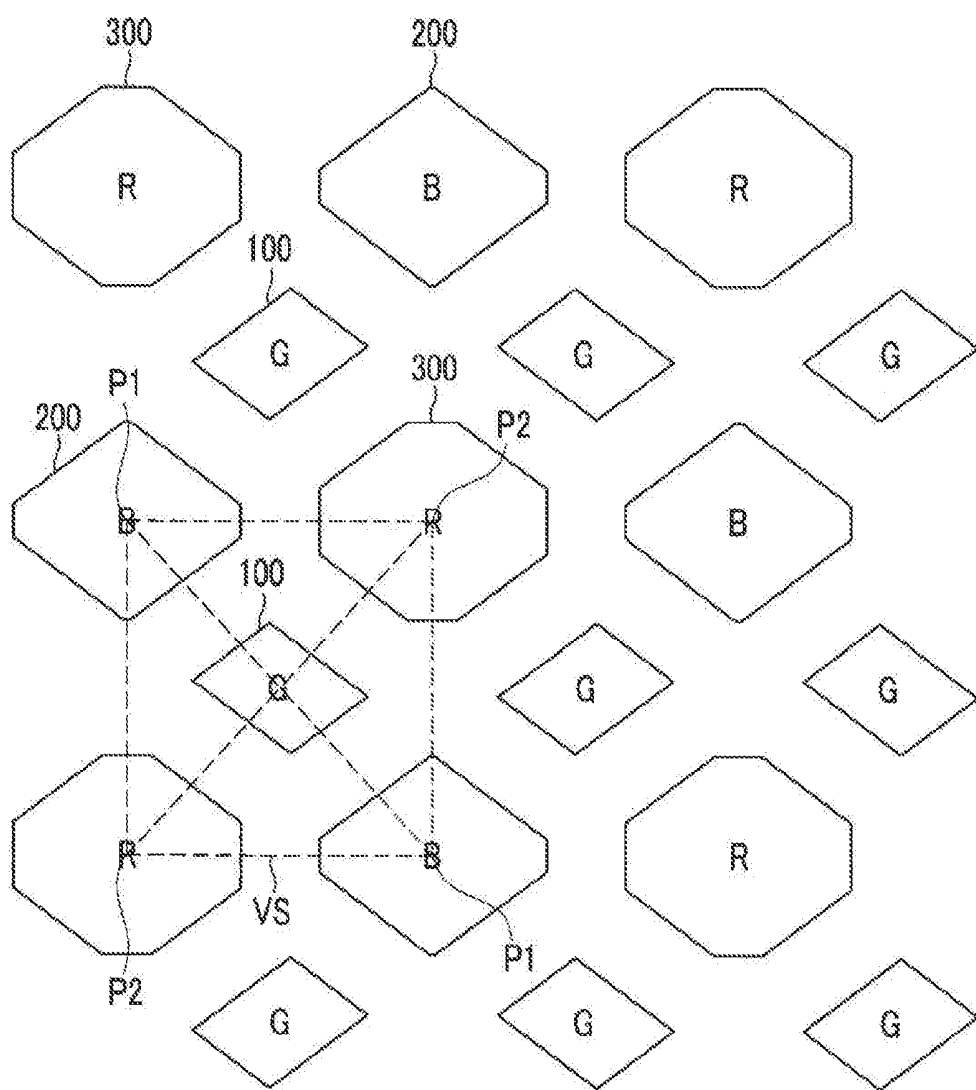 300 200
R B R
100
G G G
P1 300
200 P2
B R B
100
G G G
R B R
VS
P2 P1
G G G